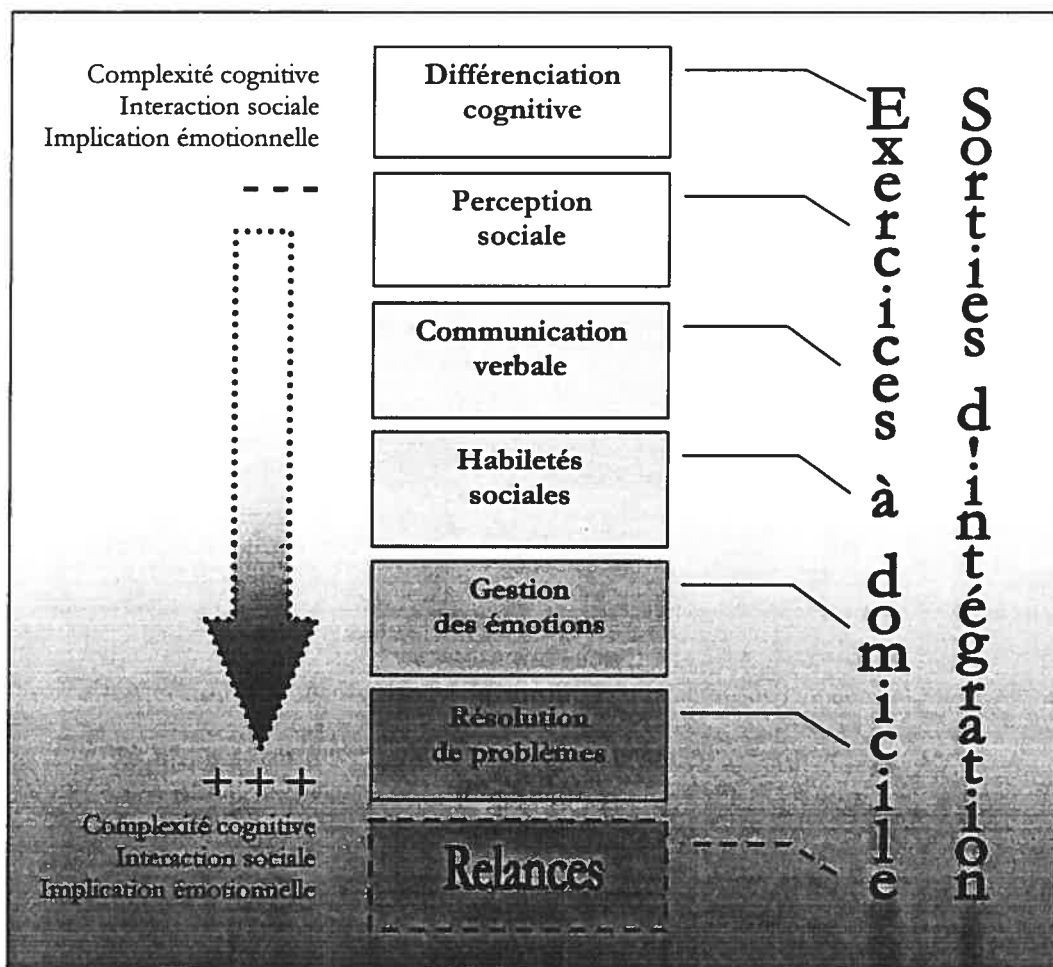 Complexité cognitive
Interaction sociale
Implication émotionnelle
- - -
+ + +
Complexité cognitive
Interaction sociale
Implication émotionnelle
Différenciation
cognitive
Perception
sociale
Communication
verbale
Habiletés
sociales
Gestion
des émotions
Résolution
de problèmes
Relances
Exercices à domicile
Sorties d'intégration